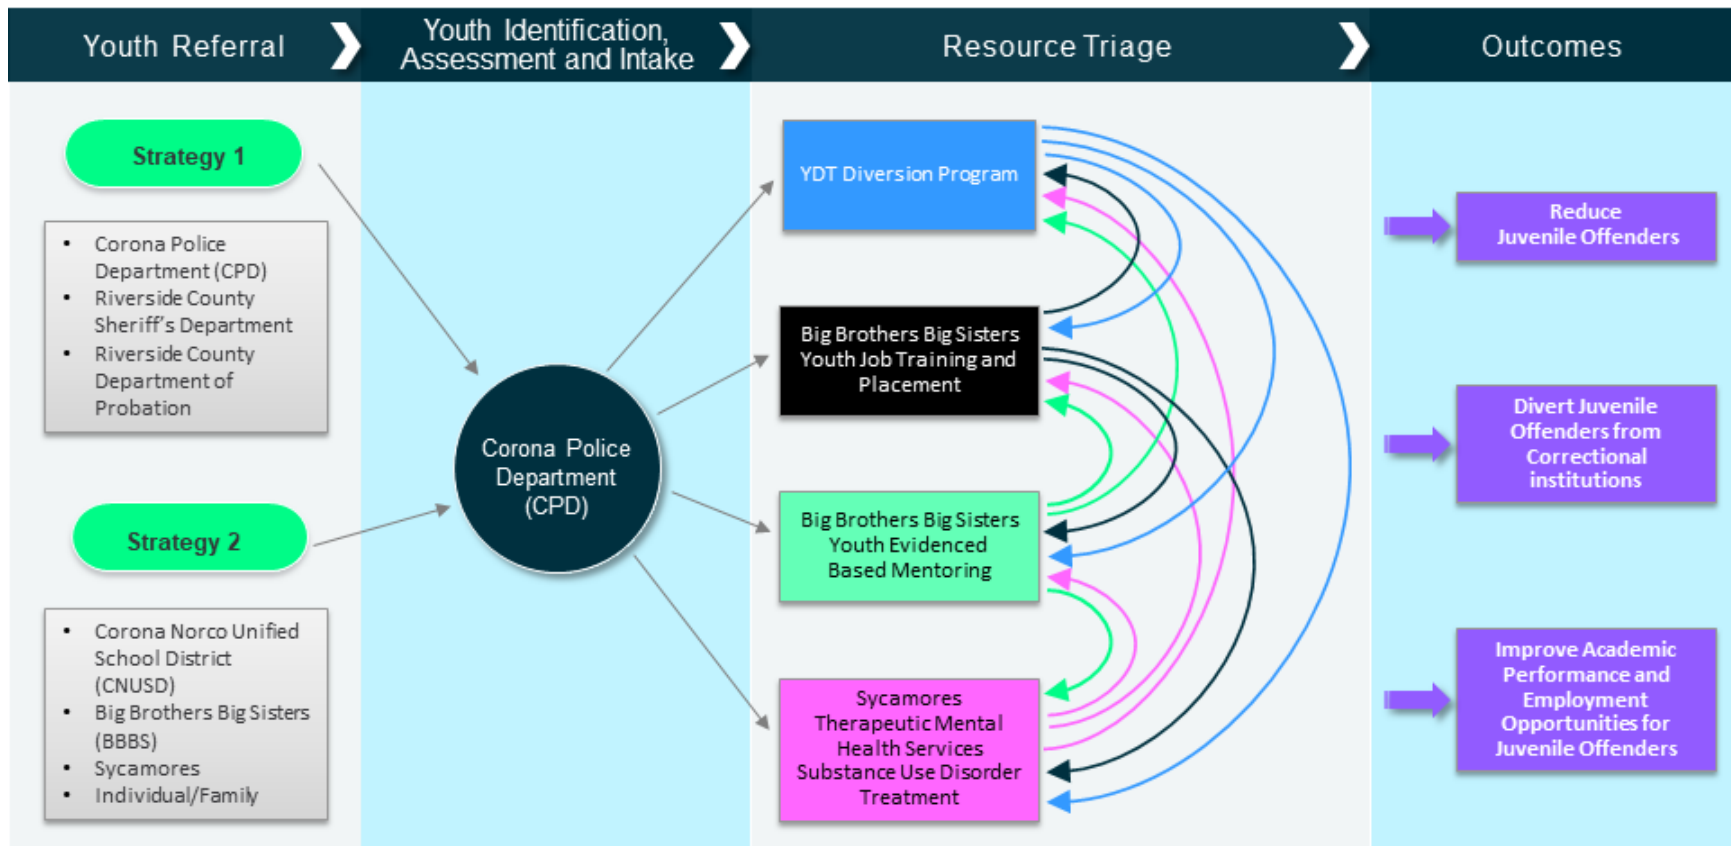 Youth Referral
Youth Identification,
Assessment and Intake
Resource Triage
Outcomes
Strategy 1
• Corona Police
Department (CPD)
• Riverside County
Sheriff's Department
• Riverside County
Department of
Probation
Strategy 2
• Corona Norco Unified
School District
(CNUSD)
• Big Brothers Big Sisters
(BBBS)
• Sycamores
• Individual/Family
Corona Police
Department
(CPD)
YDT Diversion Program
Big Brothers Big Sisters
Youth Job Training and
Placement
Big Brothers Big Sisters
Youth Evidenced
Based Mentoring
Sycamores
Therapeutic Mental
Health Services
Substance Use Disorder
Treatment
Reduce
Juvenile Offenders
Divert Juvenile
Offenders from
Correctional
institutions
Improve Academic
Performance and
Employment
Opportunities for
Juvenile Offenders